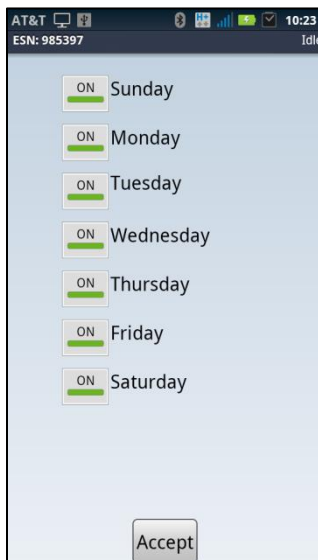 AT&T 10:23
ESN: 985397 Idle
ON Sunday
ON Monday
ON Tuesday
ON Wednesday
ON Thursday
ON Friday
ON Saturday
Accept